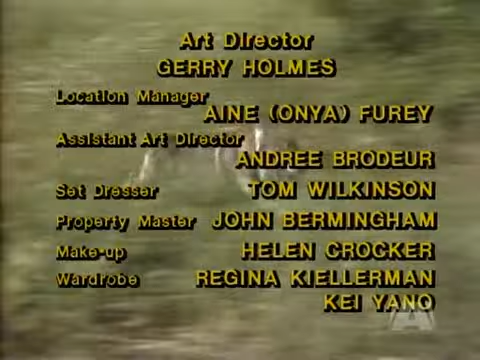 Art Director
GERRY HOLMES
Location Manager
AINE (ONYA) FUREY
Assistant Art Director
ANDREE BRODEUR
Set Dresser TOM WILKINSON
Property Master JOHN BERMINGHAM
Make-up HELEN CROCKER
Wardrobe REGINA KIELLERMAN
KEI YANO